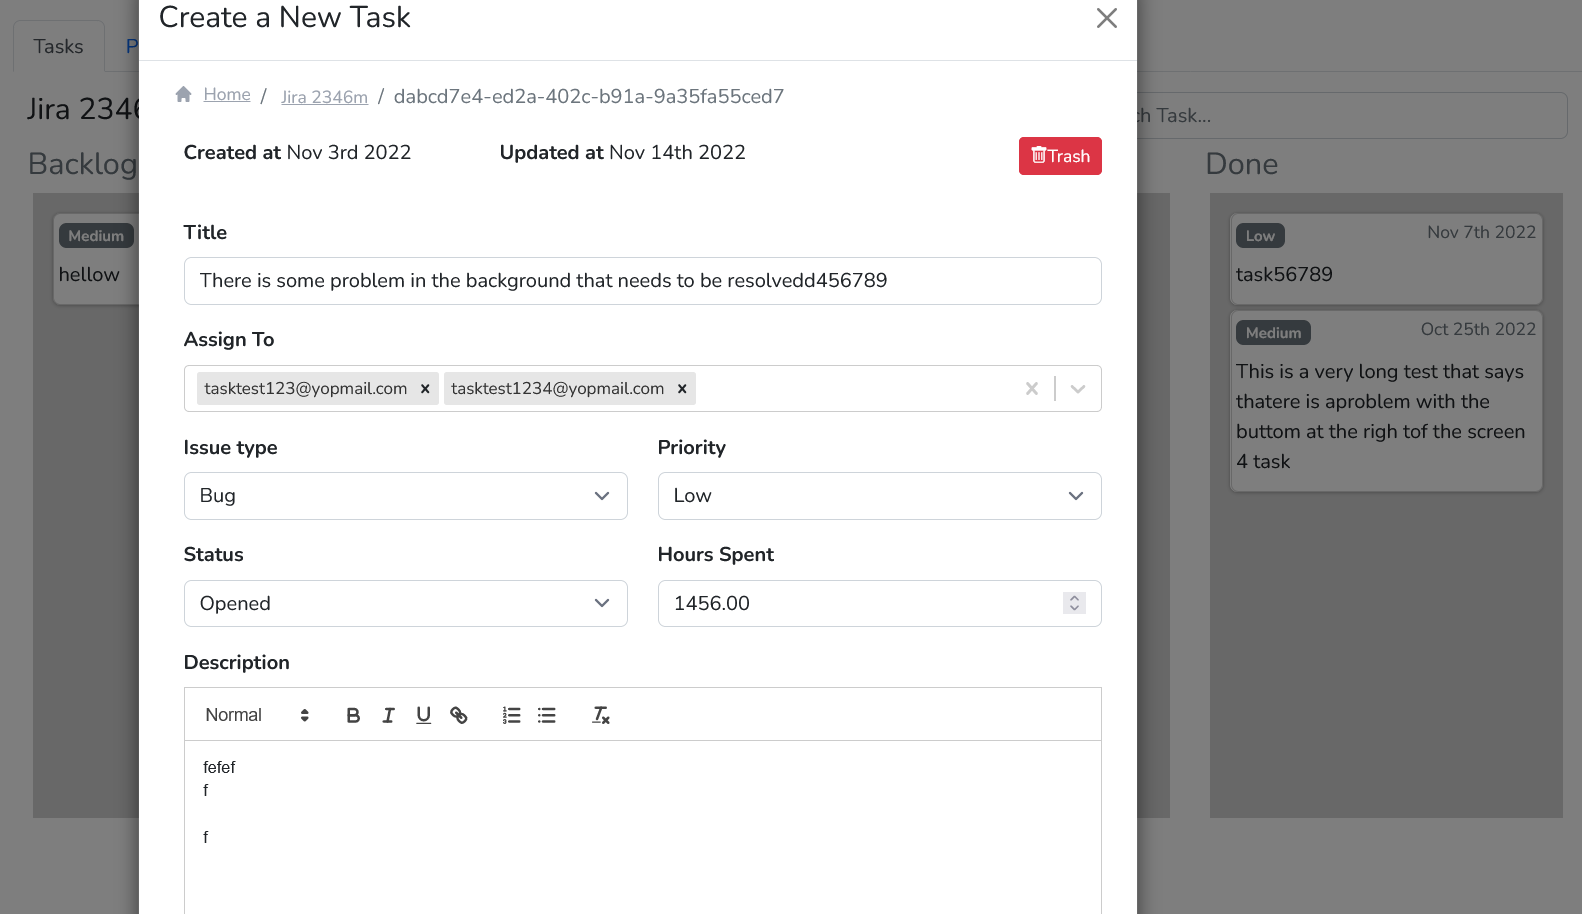 Create a New Task
Tasks P
Home / Jira 2346m / dabcd7e4-ed2a-402c-b91a-9a35fa55ced7
Jira 2346
ch Task...
Created at Nov 3rd 2022 Updated at Nov 14th 2022 Trash
Backlog
Done
Medium
hellow
Low Nov 7th 2022
task56789
Medium Oct 25th 2022
This is a very long test that says
thatere is aproblem with the
buttom at the righ tof the screen
4 task
Title
There is some problem in the background that needs to be resolvedd456789
Assign To
tasktest123@yopmail.com tasktest1234@yopmail.com
Issue type Priority
Bug Low
Status Hours Spent
Opened 1456.00
Description
Normal B I U
fefef
f
f